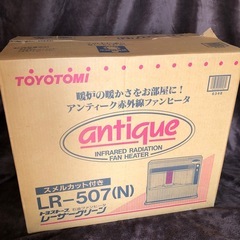 TOYOTOMI
暖炉の暖かさをお部屋に!
アンティーク赤外線ファンヒータ
antique
INFRARED RADIATION
FAN HEATER
スメルカット付き
LR-507(N)
レーザークリーン